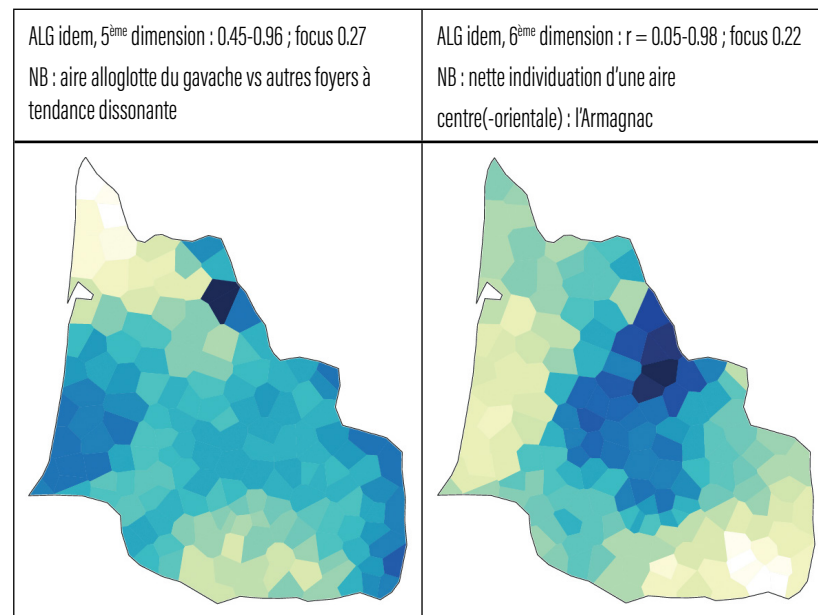 ALG idem, 5ème dimension : 0.45-0.96 ; focus 0.27
NB : aire alloglotte du gavache vs autres foyers à
tendance dissonante
ALG idem, 6ème dimension : r = 0.05-0.98 ; focus 0.22
NB : nette individuation d'une aire
centre(-orientale) : l'Armagnac